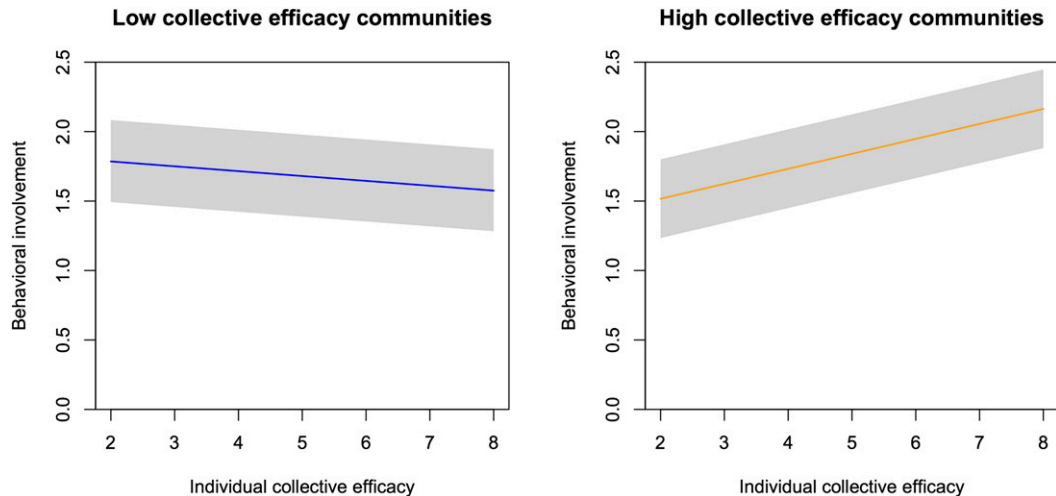 Low collective efficacy communities
Behavioral involvement
2.5
2.0
1.5
1.0
0.5
0.0
2 3 4 5 6 7 8
Individual collective efficacy
High collective efficacy communities
Behavioral involvement
2.5
2.0
1.5
1.0
0.5
0.0
2 3 4 5 6 7 8
Individual collective efficacy